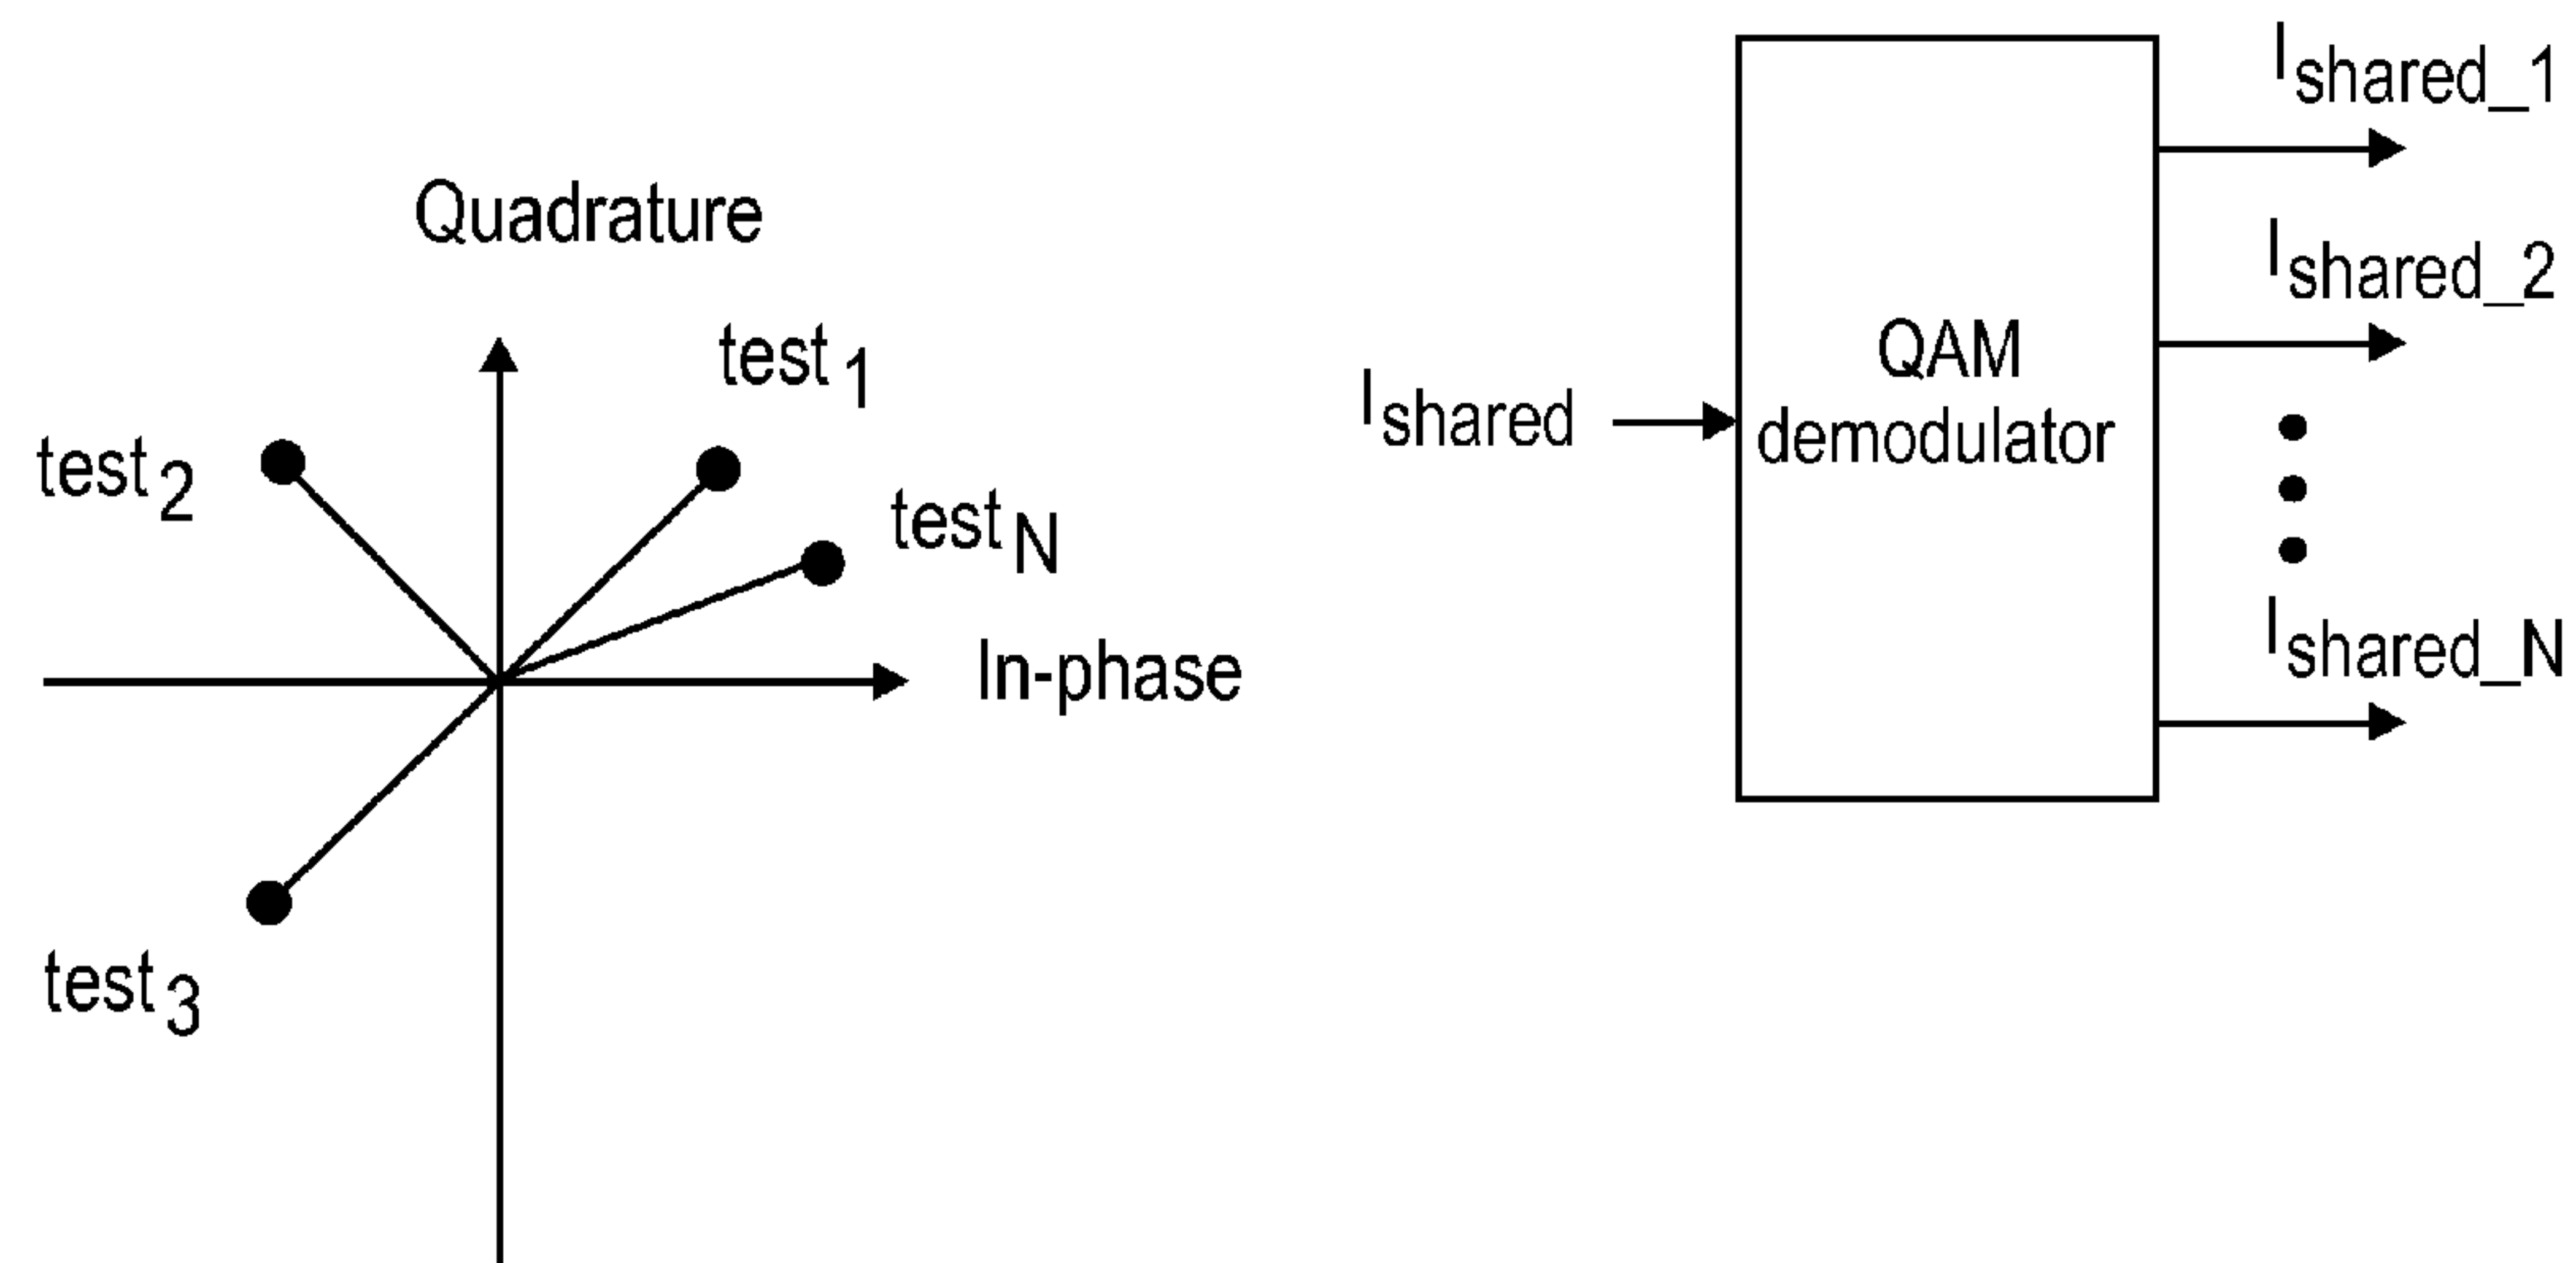 Quadrature
test 1
test 2
test N
In-phase
test 3
I shared
QAM
demodulator
I shared_1
I shared_2
I shared_N